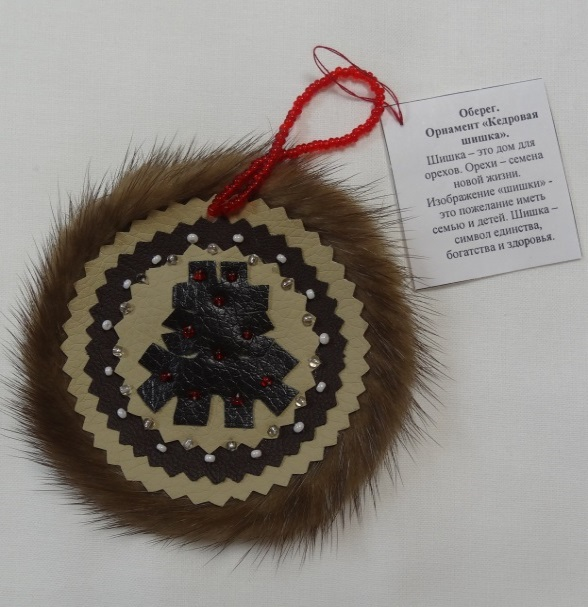 Оберег.
Орнамент «Кедровая
шишка».
Шишка – это дом для
орехов. Орехи – семена
новой жизни.
Изображение «шишки» -
это пожелание иметь
семью и детей. Шишка –
символ единства,
богатства и здоровья.